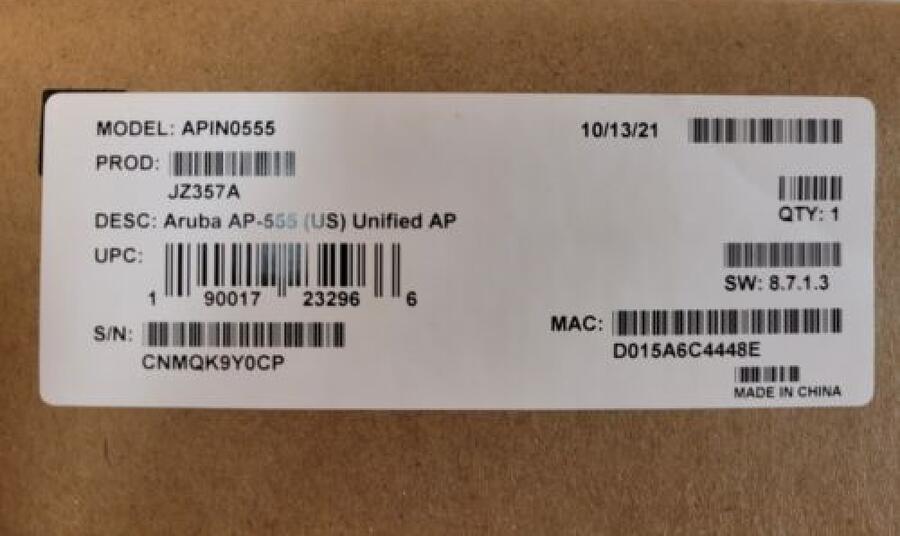 MODEL: APIN0555
10/13/21
PROD:
JZ357A
QTY: 1
DESC: Aruba AP-555 (US) Unified AP
UPC:
1 90017 23296 6
SW: 8.7.1.3
S/N:
CNMQK9Y0CP
MAC:
D015A6C4448E
MADE IN CHINA